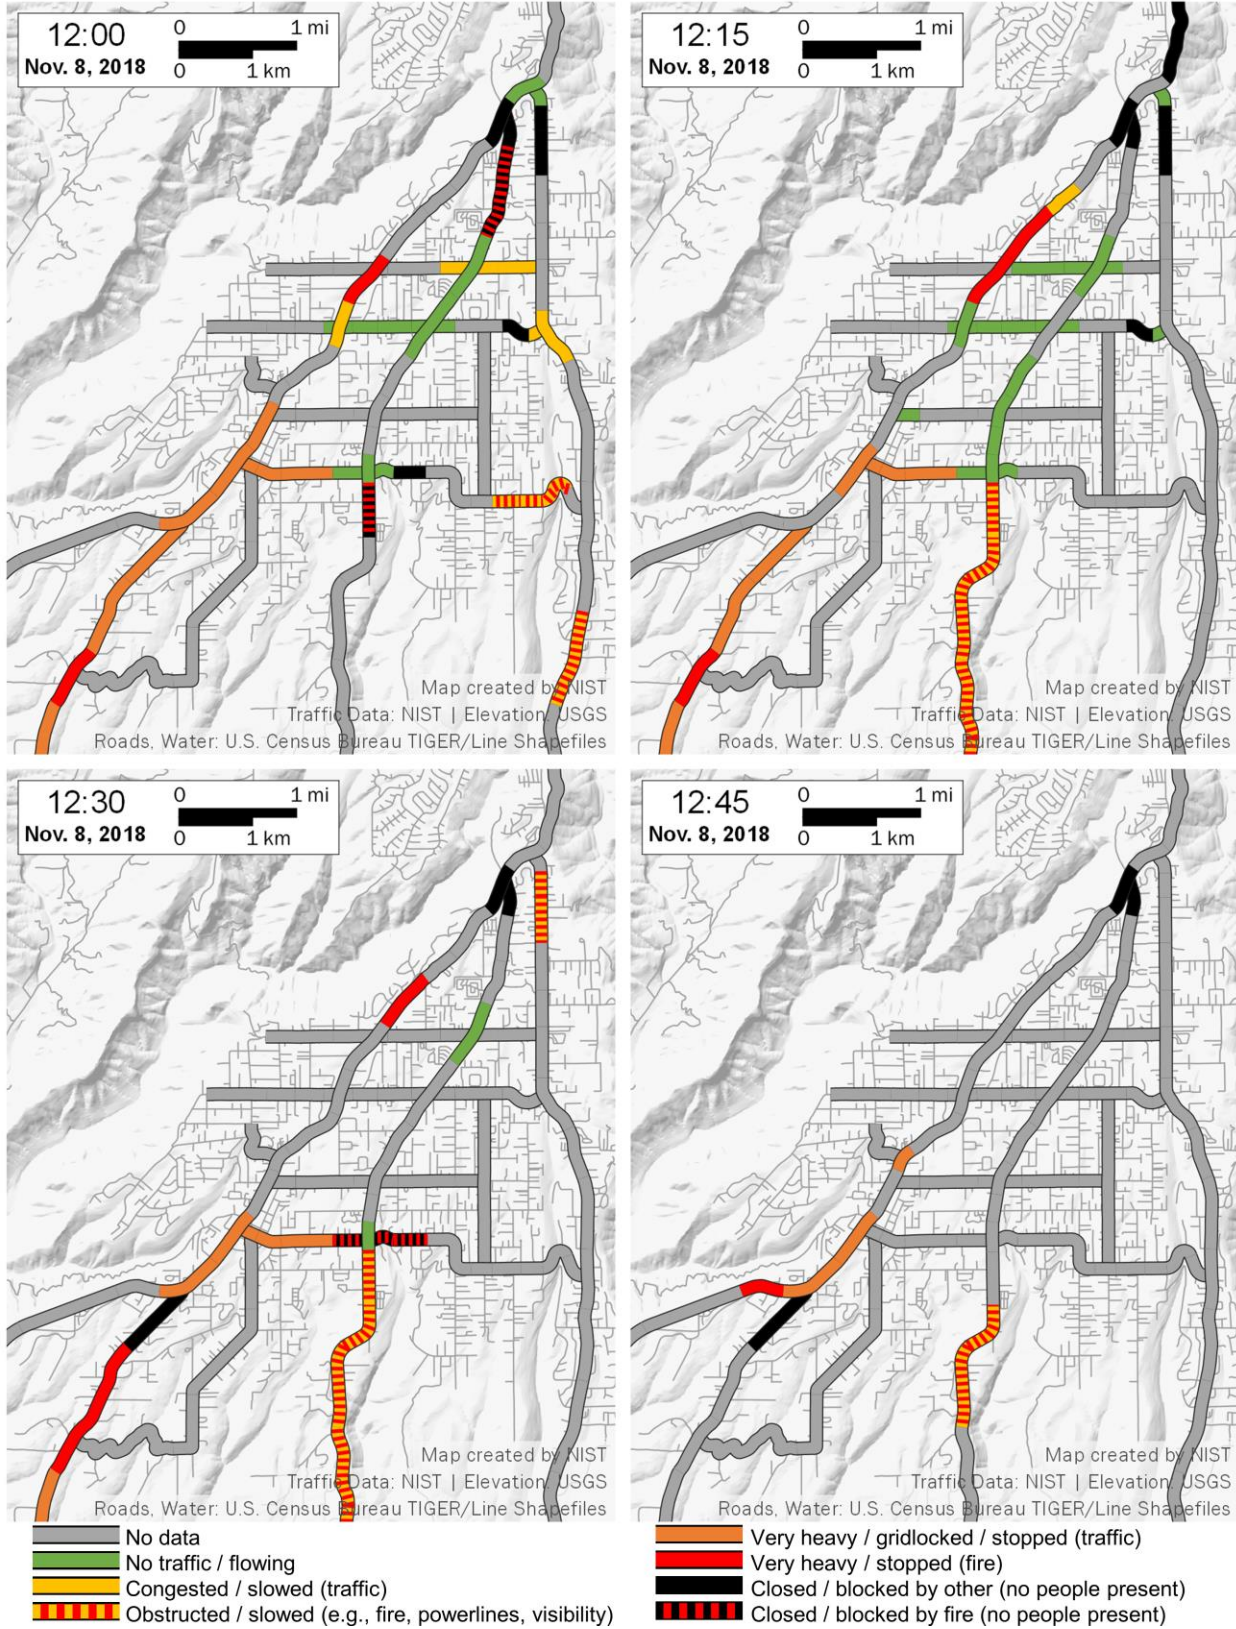 12:00
Nov. 8, 2018
0 1 mi
0 1 km
Map created by NIST
Traffic Data: NIST | Elevation: USGS
Roads, Water: U.S. Census Bureau TIGER/Line Shapefiles
12:15
Nov. 8, 2018
0 1 mi
0 1 km
Map created by NIST
Traffic Data: NIST | Elevation: USGS
Roads, Water: U.S. Census Bureau TIGER/Line Shapefiles
12:30
Nov. 8, 2018
0 1 mi
0 1 km
Map created by NIST
Traffic Data: NIST | Elevation: USGS
Roads, Water: U.S. Census Bureau TIGER/Line Shapefiles
12:45
Nov. 8, 2018
0 1 mi
0 1 km
Map created by NIST
Traffic Data: NIST | Elevation: USGS
Roads, Water: U.S. Census Bureau TIGER/Line Shapefiles
No data
No traffic / flowing
Congested / slowed (traffic)
Obstructed / slowed (e.g., fire, powerlines, visibility)
Very heavy / gridlocked / stopped (traffic)
Very heavy / stopped (fire)
Closed / blocked by other (no people present)
Closed / blocked by fire (no people present)